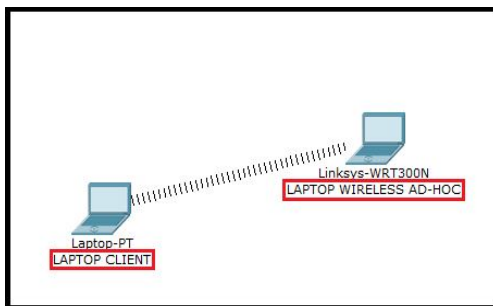 Linksys-WRT300N
LAPTOP WIRELESS AD-HOC
Laptop-PT
LAPTOP CLIENT